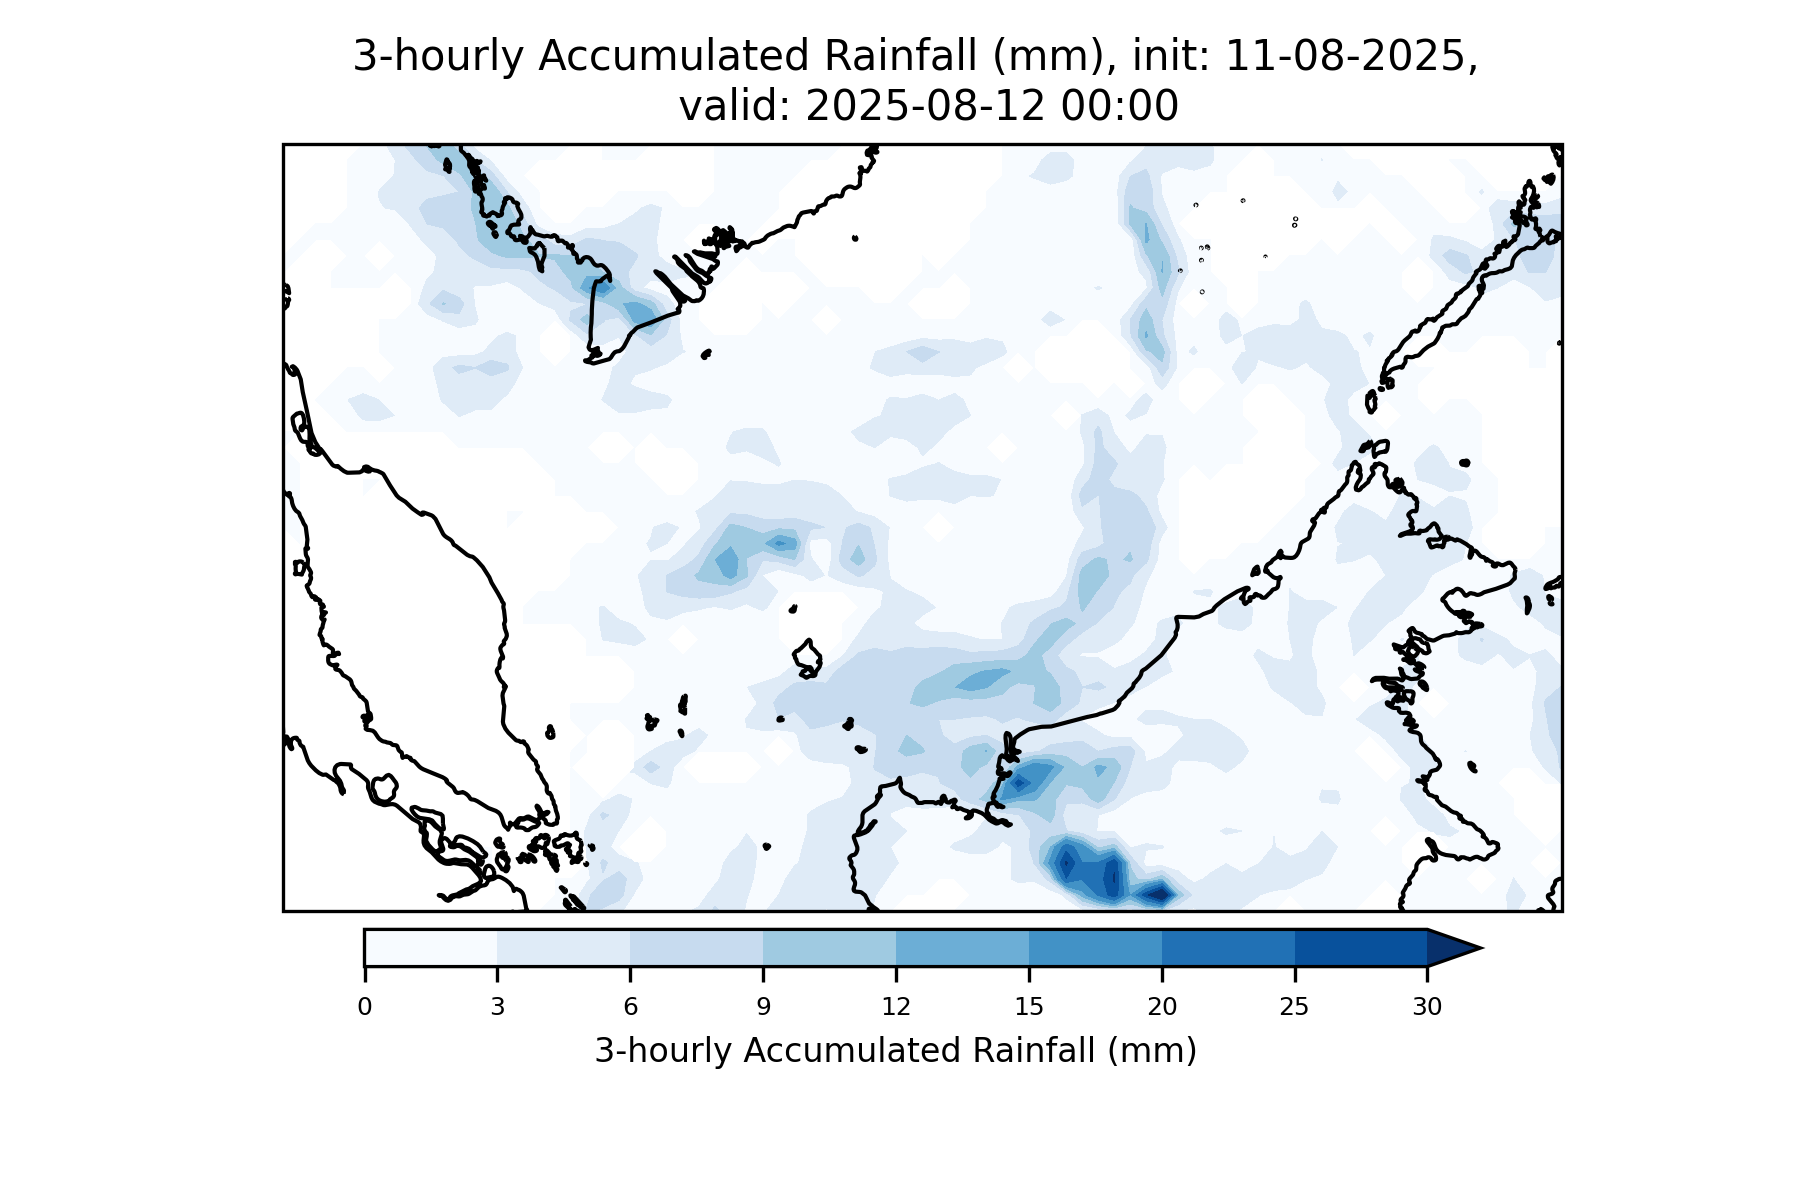 3-hourly Accumulated Rainfall (mm), init: 11-08-2025,
valid: 2025-08-12 00:00
0 3 6 9 12 15 20 25 30
3-hourly Accumulated Rainfall (mm)